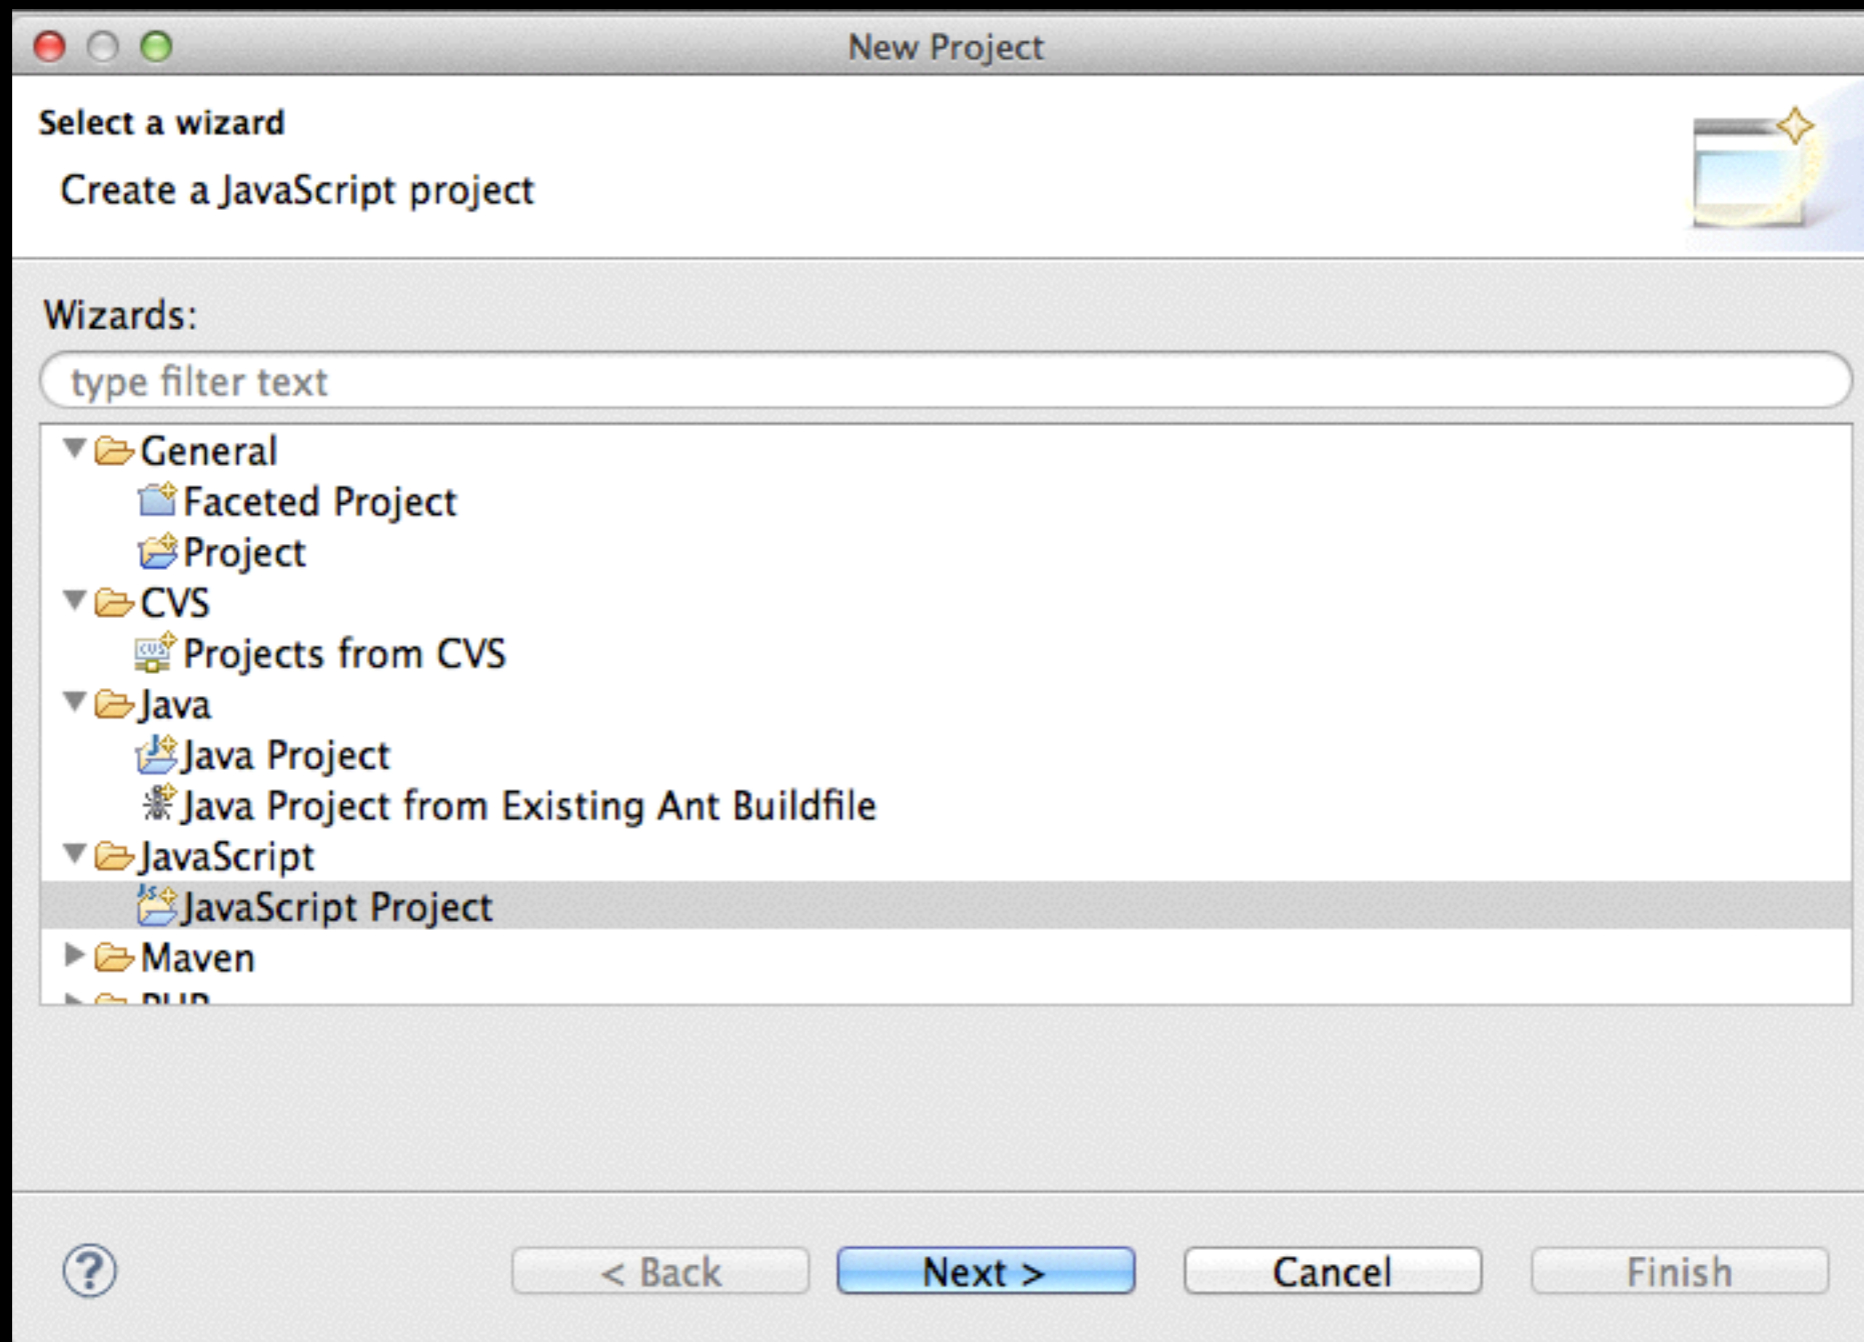 New Project
Select a wizard
Create a JavaScript project
Wizards:
type filter text
General
Faceted Project
Project
CVS
Projects from CVS
Java
Java Project
Java Project from Existing Ant Buildfile
JavaScript
JavaScript Project
Maven
PHP
? < Back Next > Cancel Finish